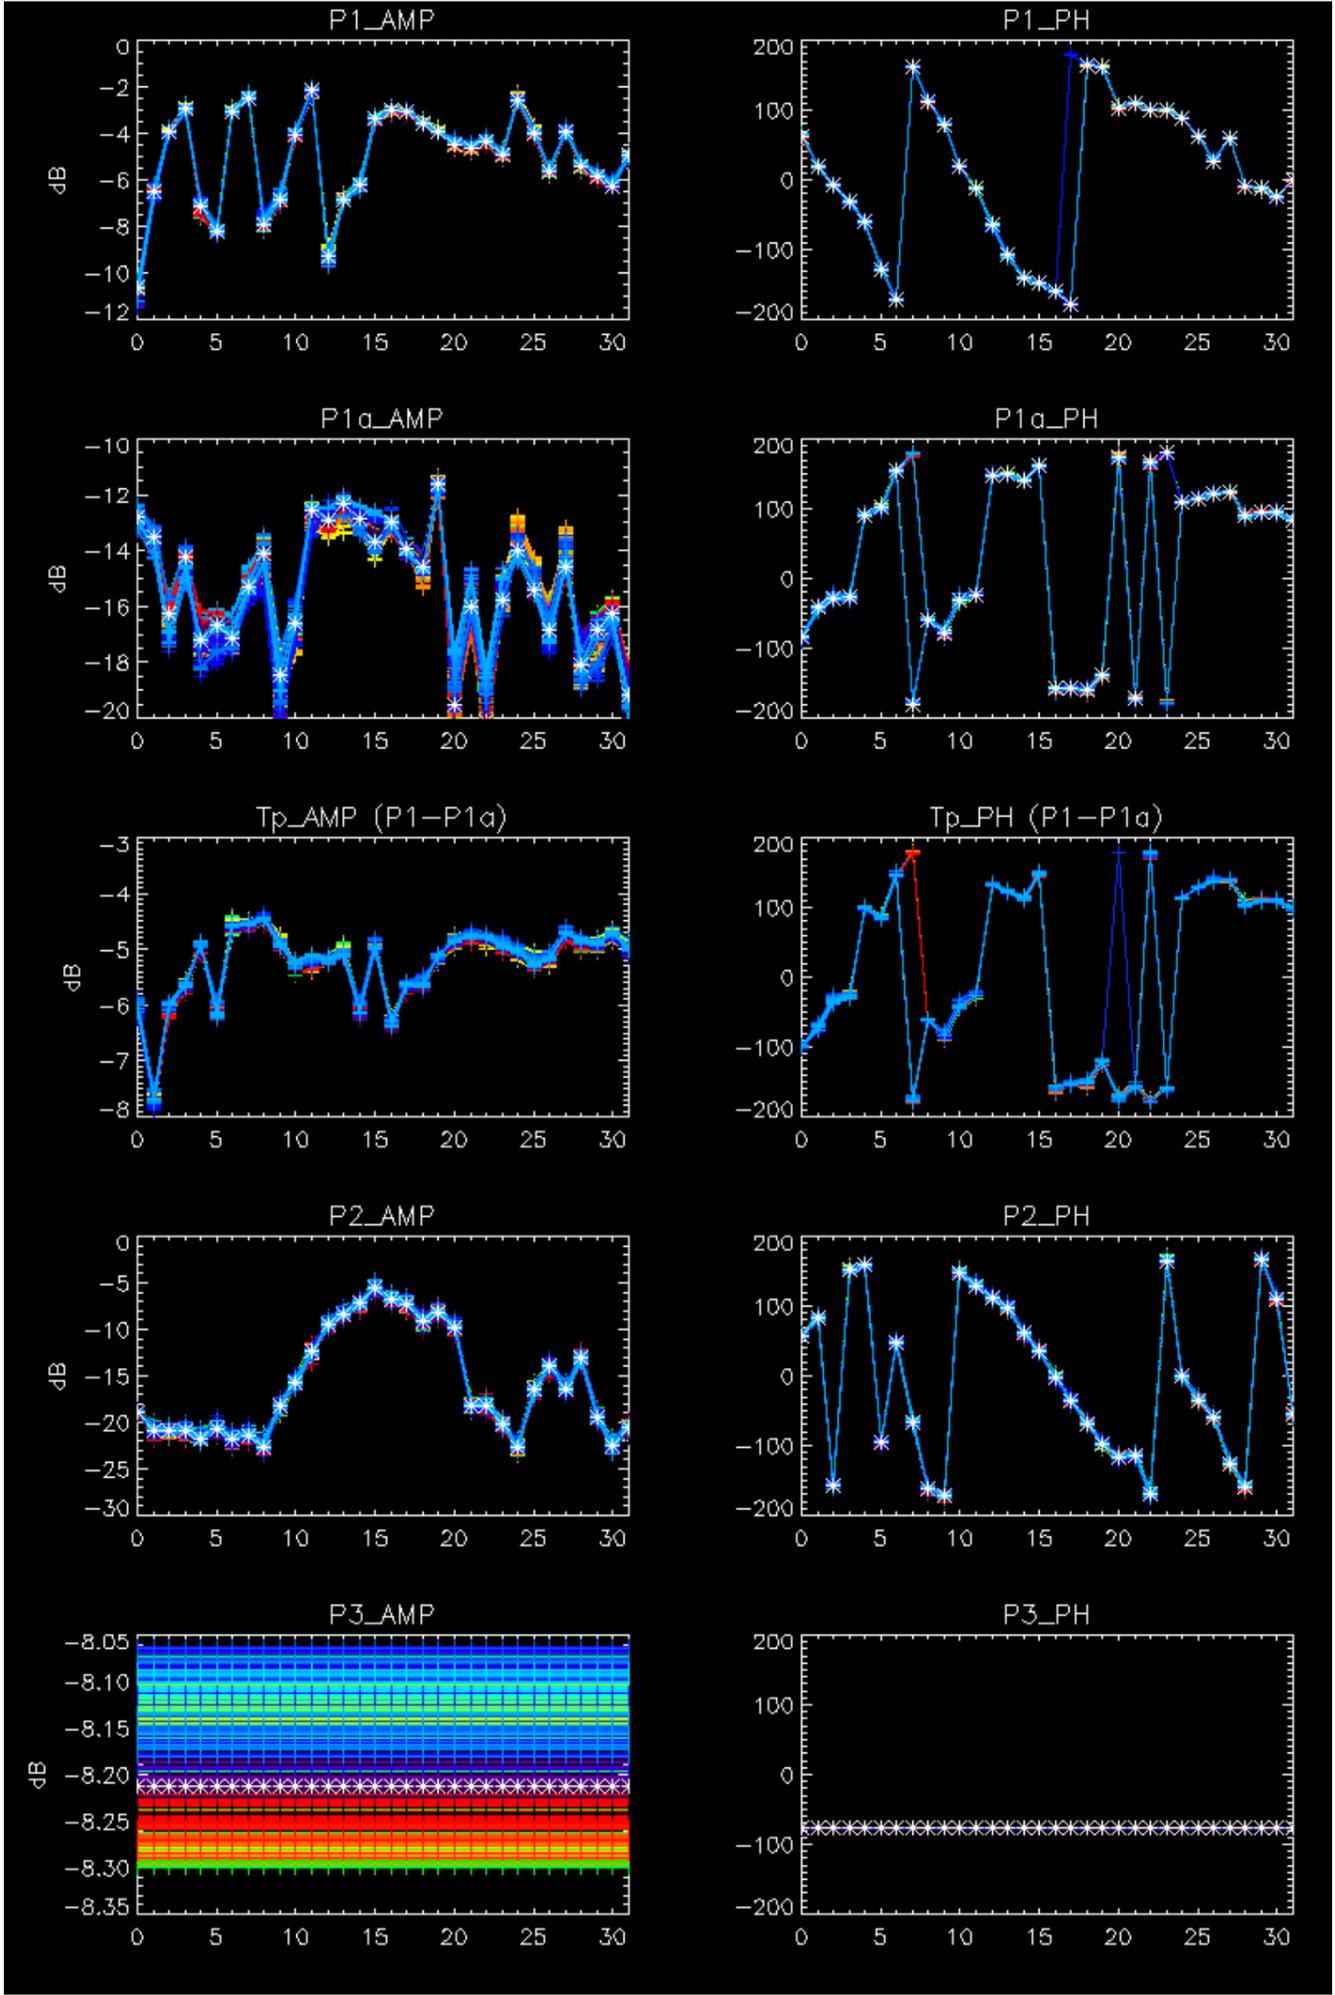 P1_AMP
P1_PH
0
−2
−4
−6
−8
−10
−12
dB
0 5 10 15 20 25 30
200
100
0
−100
−200
0 5 10 15 20 25 30
P1a_AMP
P1a_PH
−10
−12
−14
−16
−18
−20
dB
0 5 10 15 20 25 30
200
100
0
−100
−200
0 5 10 15 20 25 30
Tp_AMP (P1−P1a)
Tp_PH (P1−P1a)
−3
−4
−5
−6
−7
−8
dB
0 5 10 15 20 25 30
200
100
0
−100
−200
0 5 10 15 20 25 30
P2_AMP
P2_PH
0
−5
−10
−15
−20
−25
−30
dB
0 5 10 15 20 25 30
200
100
0
−100
−200
0 5 10 15 20 25 30
P3_AMP
P3_PH
−8.05
−8.10
−8.15
−8.20
−8.25
−8.30
−8.35
dB
0 5 10 15 20 25 30
200
100
0
−100
−200
0 5 10 15 20 25 30